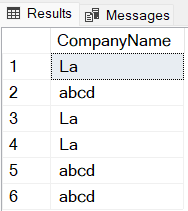 Results Messages
CompanyName
1 La
2 abcd
3 La
4 La
5 abcd
6 abcd